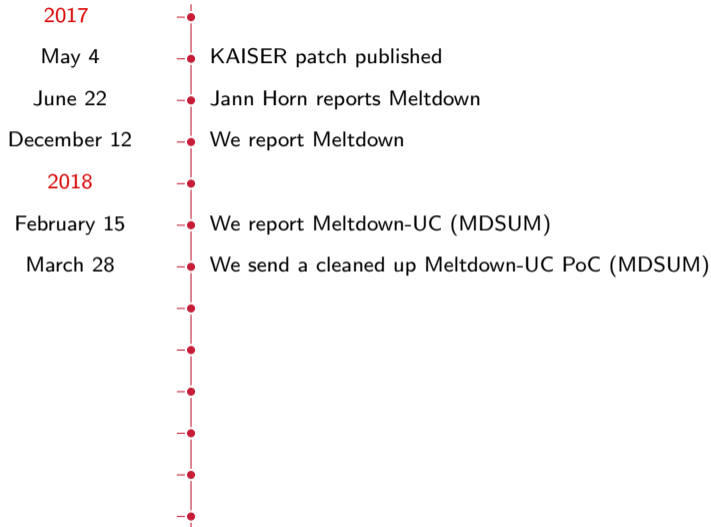 2017
May 4 KAISER patch published
June 22 Jann Horn reports Meltdown
December 12 We report Meltdown
2018
February 15 We report Meltdown-UC (MDSUM)
March 28 We send a cleaned up Meltdown-UC PoC (MDSUM)